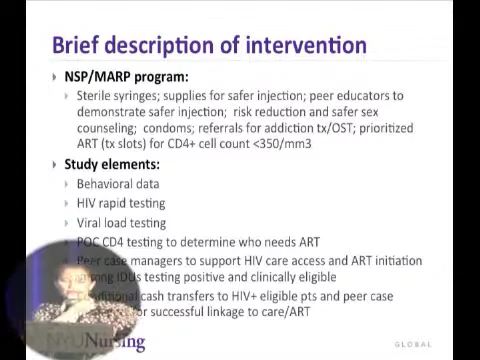 Brief description of intervention
NSP/MARP program:
Sterile syringes; supplies for safer injection; peer educators to
demonstrate safer injection; risk reduction and safer sex
counseling; condoms; referrals for addiction tx/OST; prioritized
ART (tx slots) for CD4+ cell count <350/mm3
Study elements:
Behavioral data
HIV rapid testing
Viral load testing
POC CD4 testing to determine who needs ART
Peer case managers to support HIV care access and ART initiation
among IDUs testing positive and clinically eligible
cash transfers to HIV+ eligible pts and peer case
for successful linkage to care/ART
NYU Nursing
GLOBAL